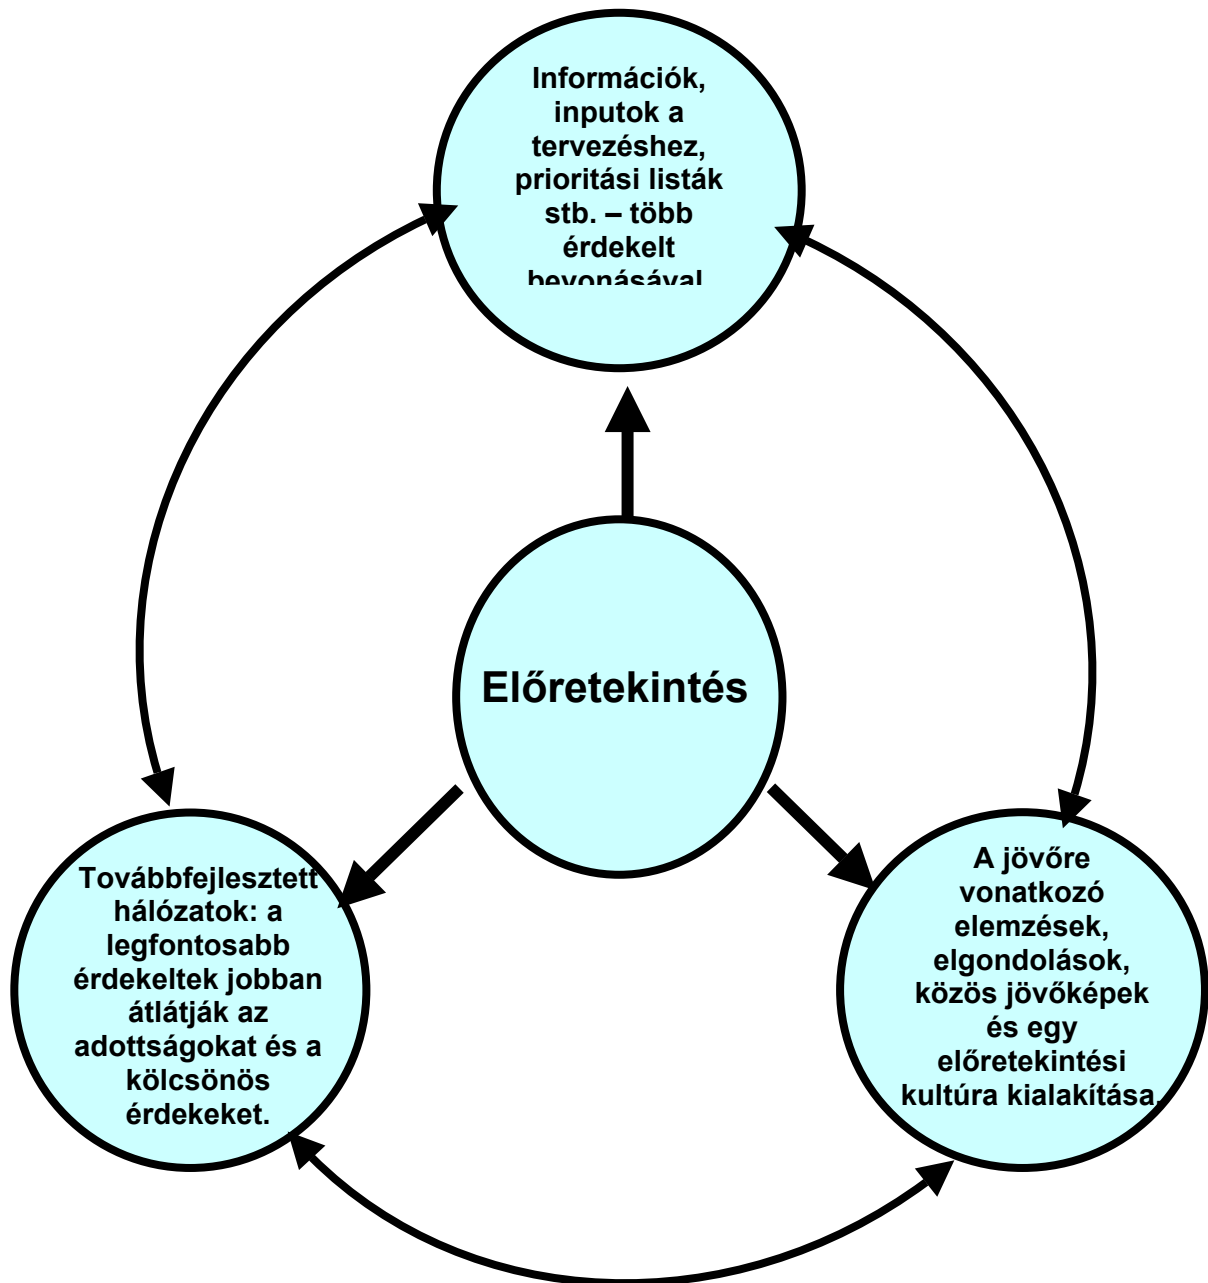 Információk,
inputok a
tervezéshez,
prioritási listák
stb. – több
érdekelt
bevonásával
Előretekintés
Továbbfejlesztett
hálózatok: a
legfontosabb
érdekeltek jobban
átlátják az
adottságokat és a
kölcsönös
érdekeket.
A jövőre
vonatkozó
elemzések,
elgondolások,
közös jövőképek
és egy
előretekintési
kultúra kialakítása.